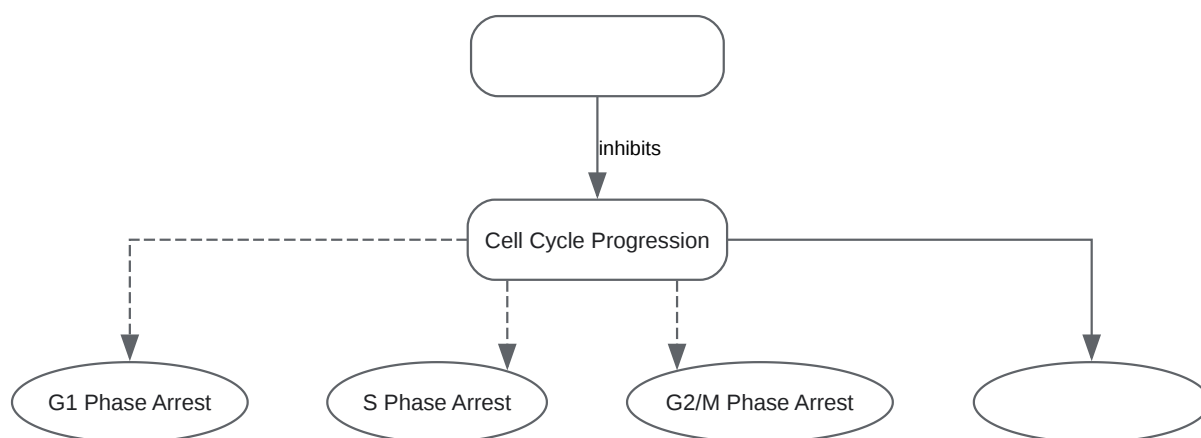 inhibits
Cell Cycle Progression
G1 Phase Arrest
S Phase Arrest
G2/M Phase Arrest